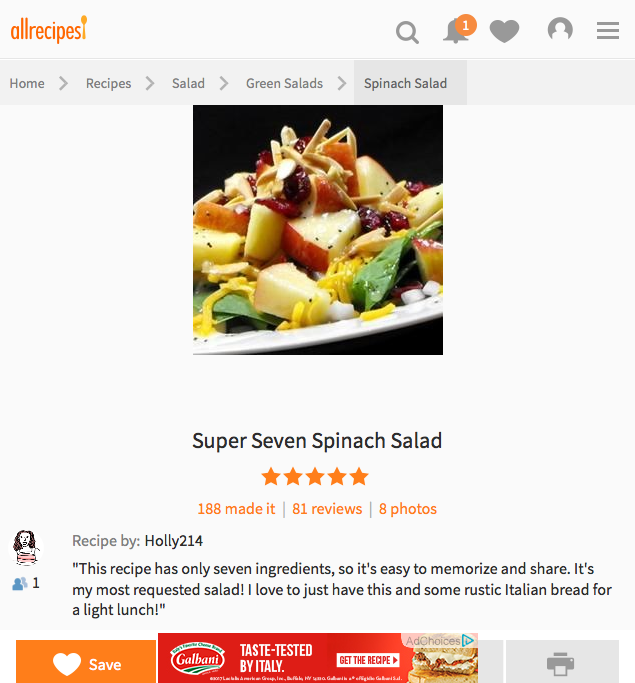 allrecipes
1
Home Recipes Salad Green Salads Spinach Salad
Super Seven Spinach Salad
188 made it | 81 reviews | 8 photos
Recipe by: Holly214
1
"This recipe has only seven ingredients, so it's easy to memorize and share. It's
my most requested salad! I love to just have this and some rustic Italian bread for
a light lunch!"
Save
Galbani
TASTE-TESTED
BY ITALY.
GET THE RECIPE
AdChoices